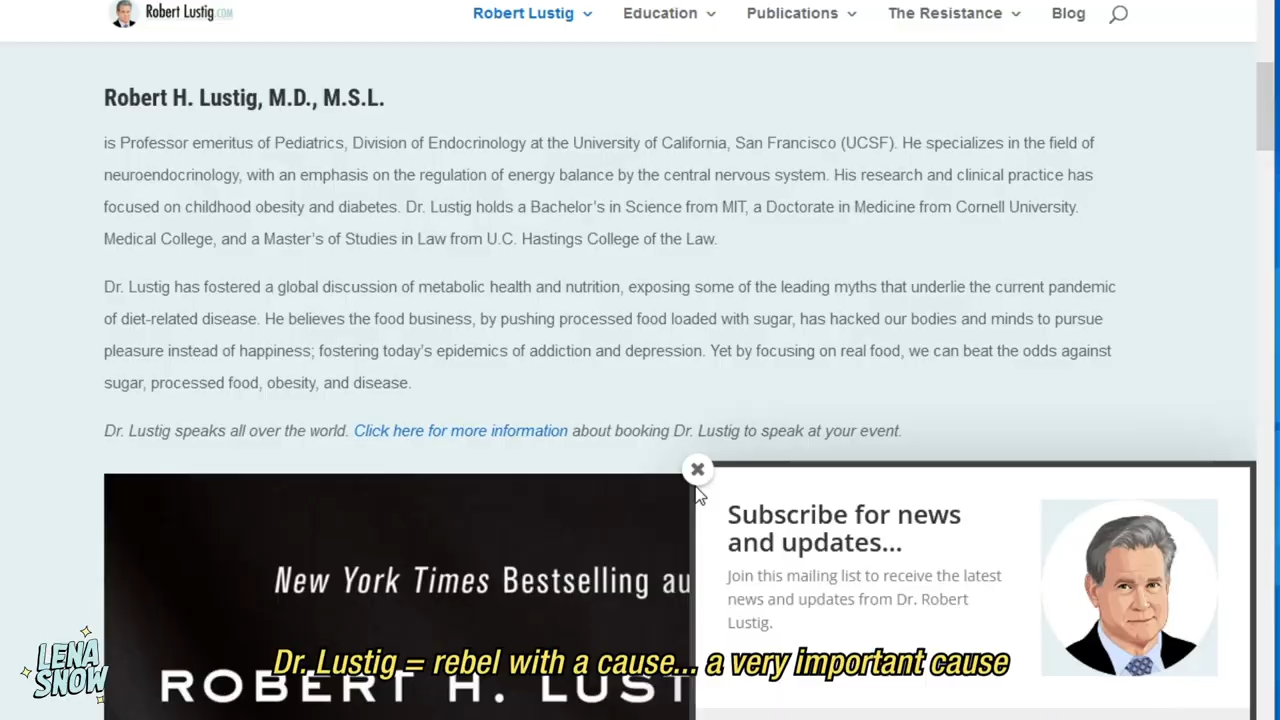 Robert Lustig.COM
Robert Lustig
Education
Publications
The Resistance
Blog
Robert H. Lustig, M.D., M.S.L.
is Professor emeritus of Pediatrics, Division of Endocrinology at the University of California, San Francisco (UCSF). He specializes in the field of
neuroendocrinology, with an emphasis on the regulation of energy balance by the central nervous system. His research and clinical practice has
focused on childhood obesity and diabetes. Dr. Lustig holds a Bachelor's in Science from MIT, a Doctorate in Medicine from Cornell University.
Medical College, and a Master's of Studies in Law from U.C. Hastings College of the Law.
Dr. Lustig has fostered a global discussion of metabolic health and nutrition, exposing some of the leading myths that underlie the current pandemic
of diet-related disease. He believes the food business, by pushing processed food loaded with sugar, has hacked our bodies and minds to pursue
pleasure instead of happiness; fostering today's epidemics of addiction and depression. Yet by focusing on real food, we can beat the odds against
sugar, processed food, obesity, and disease.
Dr. Lustig speaks all over the world. Click here for more information about booking Dr. Lustig to speak at your event.
New York Times Bestselling au
ROBERT H. LUST
Subscribe for news
and updates...
Join this mailing list to receive the latest
news and updates from Dr. Robert
Lustig.
Dr. Lustig = rebel with a cause... a very important cause
LENA
SNOW